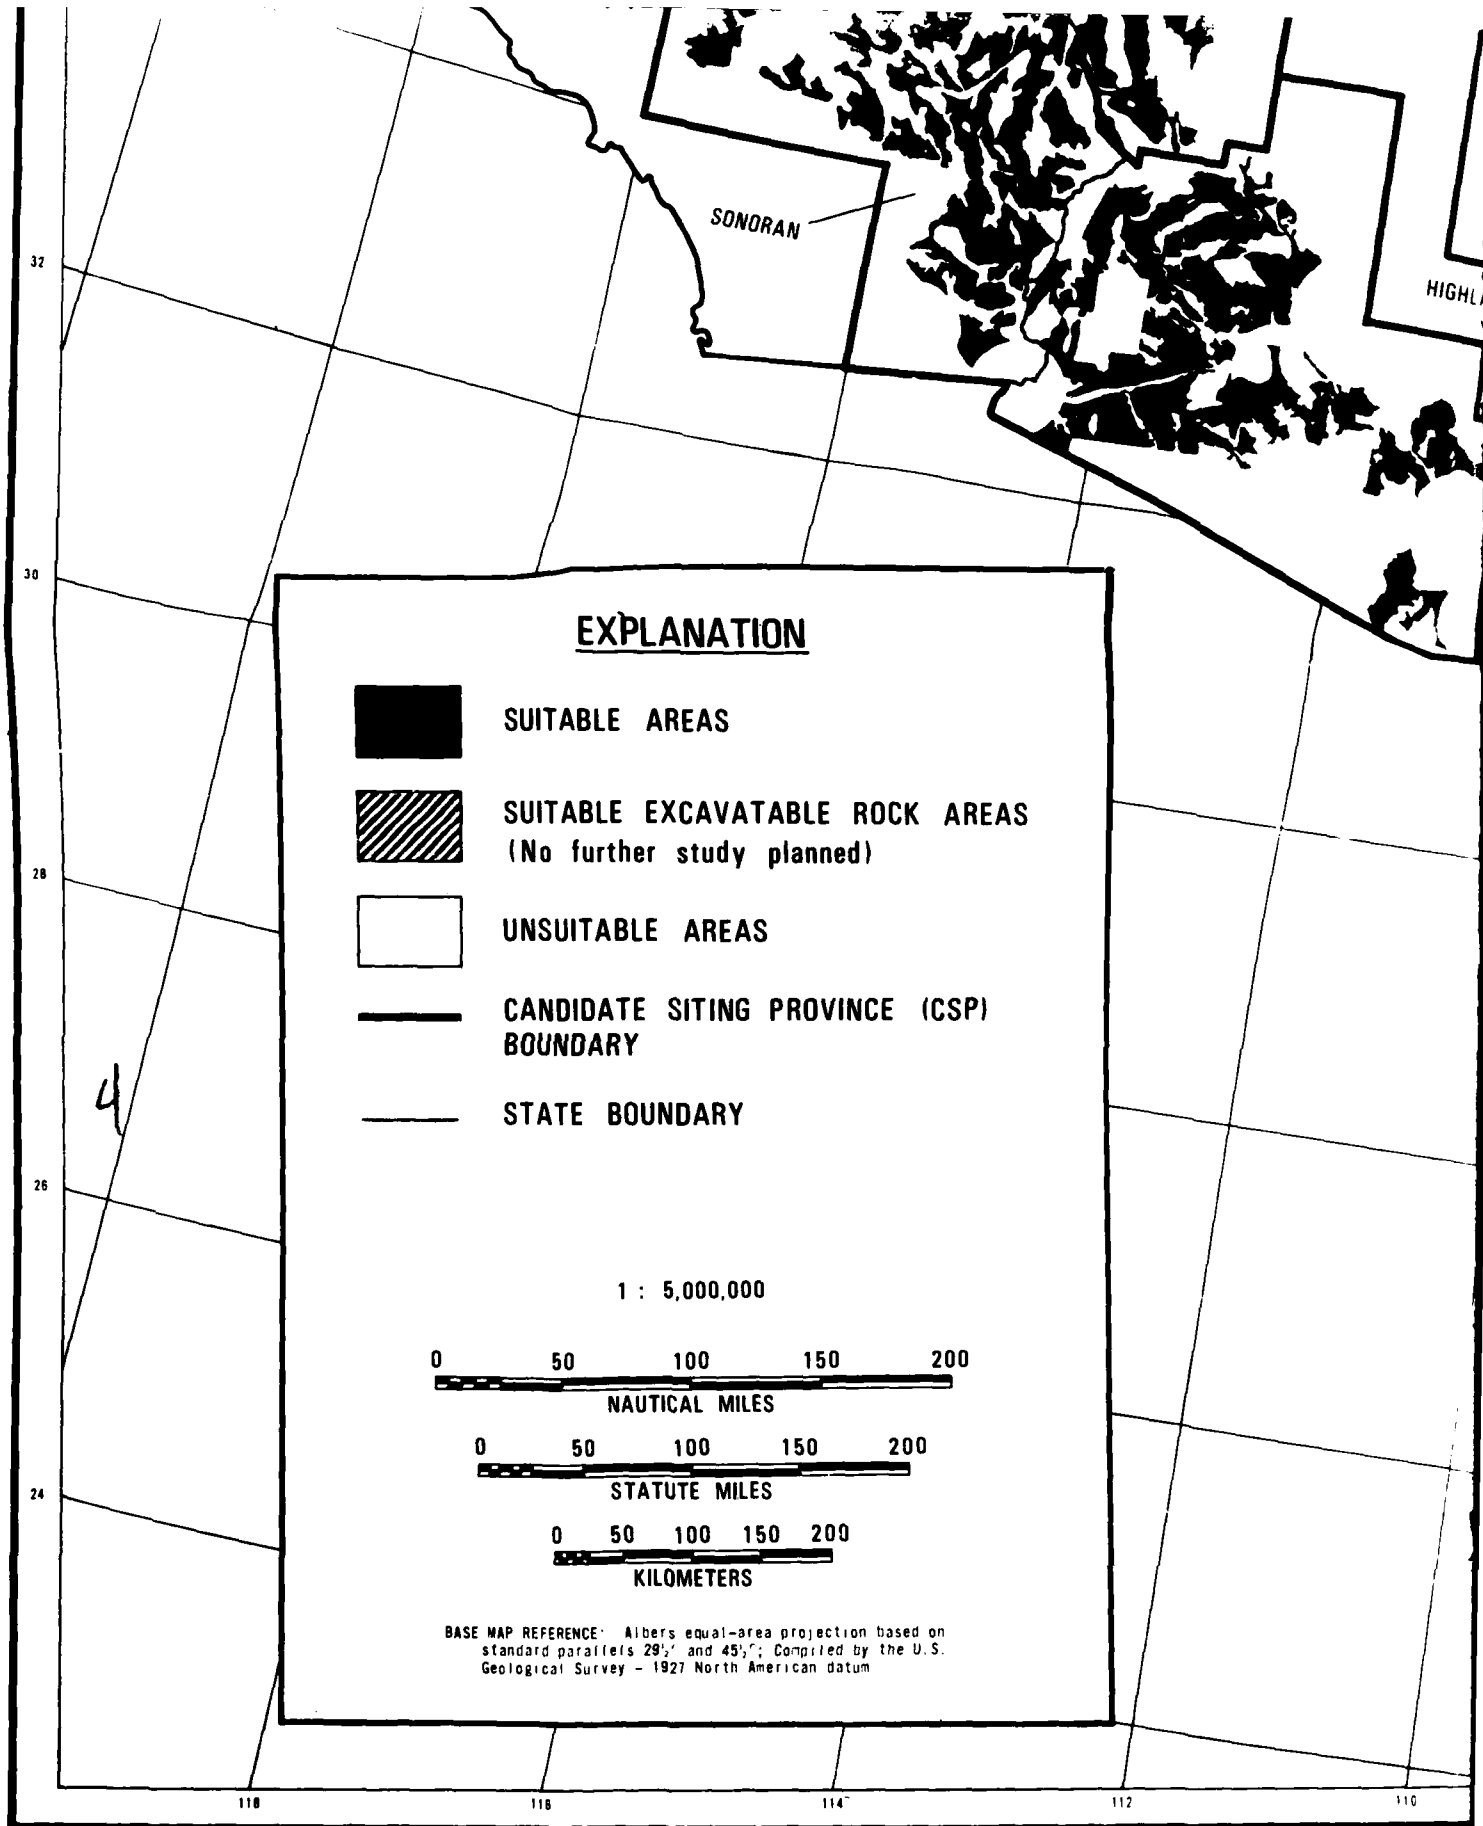 SONORAN
32
HIGHLA
30
EXPLANATION
SUITABLE AREAS
SUITABLE EXCAVATABLE ROCK AREAS
(No further study planned)
28
UNSUITABLE AREAS
CANDIDATE SITING PROVINCE (CSP)
BOUNDARY
4
STATE BOUNDARY
26
1 : 5,000,000
0 50 100 150 200
NAUTICAL MILES
0 50 100 150 200
STATUTE MILES
24
0 50 100 150 200
KILOMETERS
BASE MAP REFERENCE: Albers equal-area projection based on
standard parallels 29½° and 45½°; Compiled by the U.S.
Geological Survey - 1927 North American datum
118 116 114 112 110